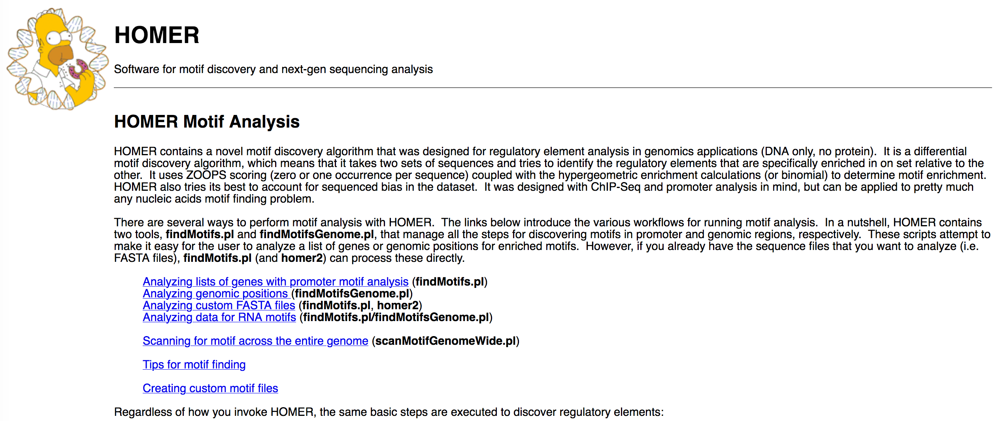 HOMER
Software for motif discovery and next-gen sequencing analysis
HOMER Motif Analysis
HOMER contains a novel motif discovery algorithm that was designed for regulatory element analysis in genomics applications (DNA only, no protein).  It is a differential
motif discovery algorithm, which means that it takes two sets of sequences and tries to identify the regulatory elements that are specifically enriched in on set relative to the
other.  It uses ZOOPS scoring (zero or one occurrence per sequence) coupled with the hypergeometric enrichment calculations (or binomial) to determine motif enrichment.
HOMER also tries its best to account for sequenced bias in the dataset.  It was designed with ChIP-Seq and promoter analysis in mind, but can be applied to pretty much
any nucleic acids motif finding problem.
There are several ways to perform motif analysis with HOMER.  The links below introduce the various workflows for running motif analysis.  In a nutshell, HOMER contains
two tools, findMotifs.pl and findMotifsGenome.pl, that manage all the steps for discovering motifs in promoter and genomic regions, respectively.  These scripts attempt to
make it easy for the user to analyze a list of genes or genomic positions for enriched motifs.  However, if you already have the sequence files that you want to analyze (i.e.
FASTA files), findMotifs.pl (and homer2) can process these directly.
Analyzing lists of genes with promoter motif analysis (findMotifs.pl)
Analyzing genomic positions (findMotifsGenome.pl)
Analyzing custom FASTA files (findMotifs.pl, homer2)
Analyzing data for RNA motifs (findMotifs.pl/findMotifsGenome.pl)
Scanning for motif across the entire genome (scanMotifGenomeWide.pl)
Tips for motif finding
Creating custom motif files
Regardless of how you invoke HOMER, the same basic steps are executed to discover regulatory elements: